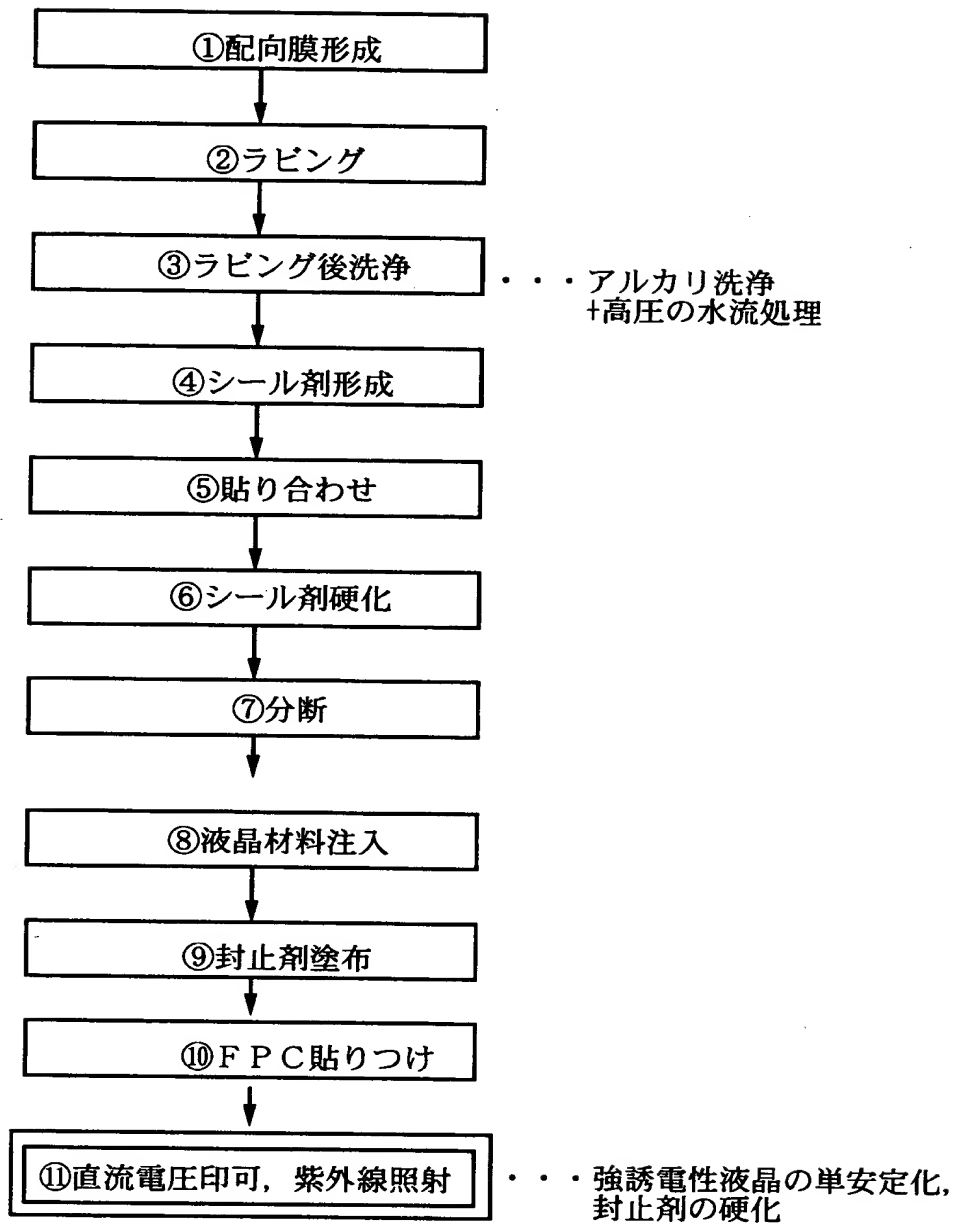 ①配向膜形成
②ラビング
③ラビング後洗浄
・・・アルカリ洗浄
+高圧の水流処理
④シール剤形成
⑤貼り合わせ
⑥シール剤硬化
⑦分断
⑧液晶材料注入
⑨封止剤塗布
⑩ＦＰＣ貼りつけ
⑪直流電圧印可，紫外線照射
・・・強誘電性液晶の単安定化，
封止剤の硬化